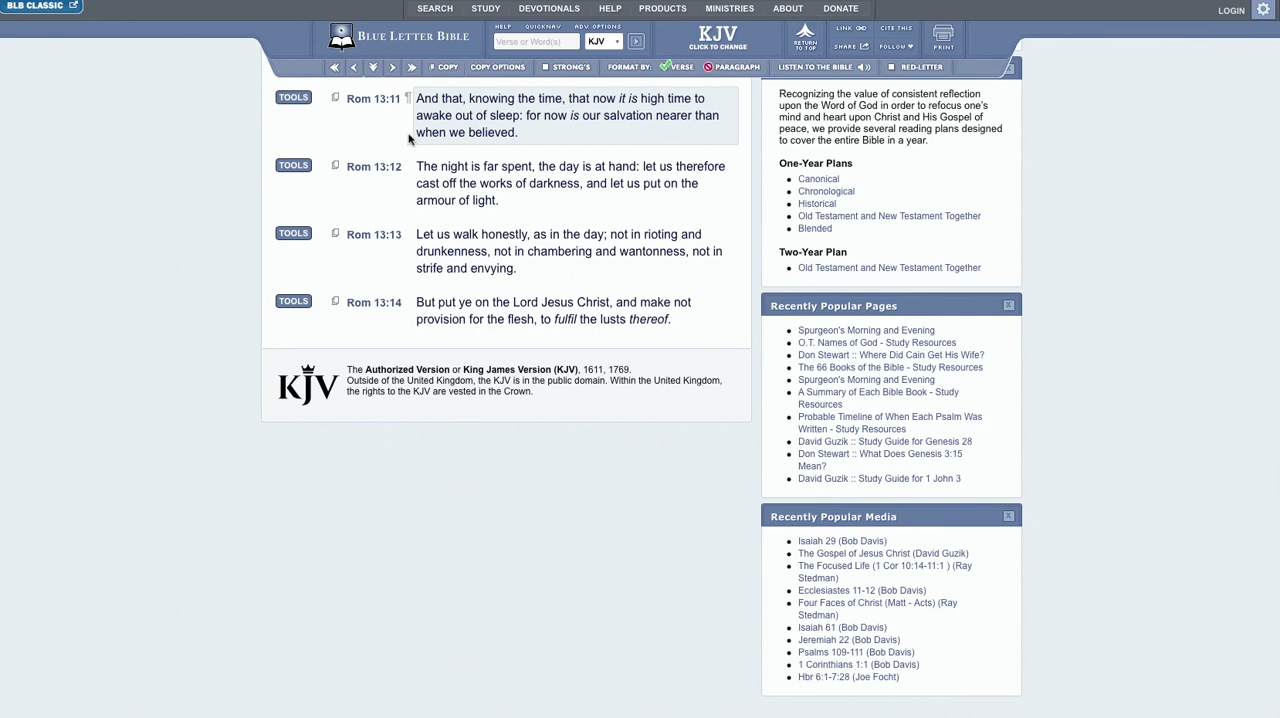 BLB CLASSIC
SEARCH STUDY DEVOTIONALS HELP PRODUCTS MINISTRIES ABOUT DONATE
LOGIN
BLUE LETTER BIBLE
HELP QUICKNAV ADV. OPTIONS
Verse or Word(s) KJV
KJV
CLICK TO CHANGE
RETURN
TO TOP
LINK CITE THIS
SHARE FOLLOW
PRINT
COPY COPY OPTIONS STRONG'S FORMAT BY: VERSE PARAGRAPH LISTEN TO THE BIBLE RED-LETTER
TOOLS Rom 13:11 ¶ And that, knowing the time, that now it is high time to
awake out of sleep: for now is our salvation nearer than
when we believed.
TOOLS Rom 13:12 The night is far spent, the day is at hand: let us therefore
cast off the works of darkness, and let us put on the
armour of light.
TOOLS Rom 13:13 Let us walk honestly, as in the day; not in rioting and
drunkenness, not in chambering and wantonness, not in
strife and envying.
TOOLS Rom 13:14 But put ye on the Lord Jesus Christ, and make not
provision for the flesh, to fulfil the lusts thereof.
KJV
The Authorized Version or King James Version (KJV), 1611, 1769.
Outside of the United Kingdom, the KJV is in the public domain. Within the United Kingdom,
the rights to the KJV are vested in the Crown.
Recognizing the value of consistent reflection
upon the Word of God in order to refocus one's
mind and heart upon Christ and His Gospel of
peace, we provide several reading plans designed
to cover the entire Bible in a year.
One-Year Plans
Canonical
Chronological
Historical
Old Testament and New Testament Together
Blended
Two-Year Plan
Old Testament and New Testament Together
Recently Popular Pages X
Spurgeon's Morning and Evening
O.T. Names of God - Study Resources
Don Stewart :: Where Did Cain Get His Wife?
The 66 Books of the Bible - Study Resources
Spurgeon's Morning and Evening
A Summary of Each Bible Book - Study
Resources
Probable Timeline of When Each Psalm Was
Written - Study Resources
David Guzik :: Study Guide for Genesis 28
Don Stewart :: What Does Genesis 3:15
Mean?
David Guzik :: Study Guide for 1 John 3
Recently Popular Media X
Isaiah 29 (Bob Davis)
The Gospel of Jesus Christ (David Guzik)
The Focused Life (1 Cor 10:14-11:1 ) (Ray
Stedman)
Ecclesiastes 11-12 (Bob Davis)
Four Faces of Christ (Matt - Acts) (Ray
Stedman)
Isaiah 61 (Bob Davis)
Jeremiah 22 (Bob Davis)
Psalms 109-111 (Bob Davis)
1 Corinthians 1:1 (Bob Davis)
Hbr 6:1-7:28 (Joe Focht)